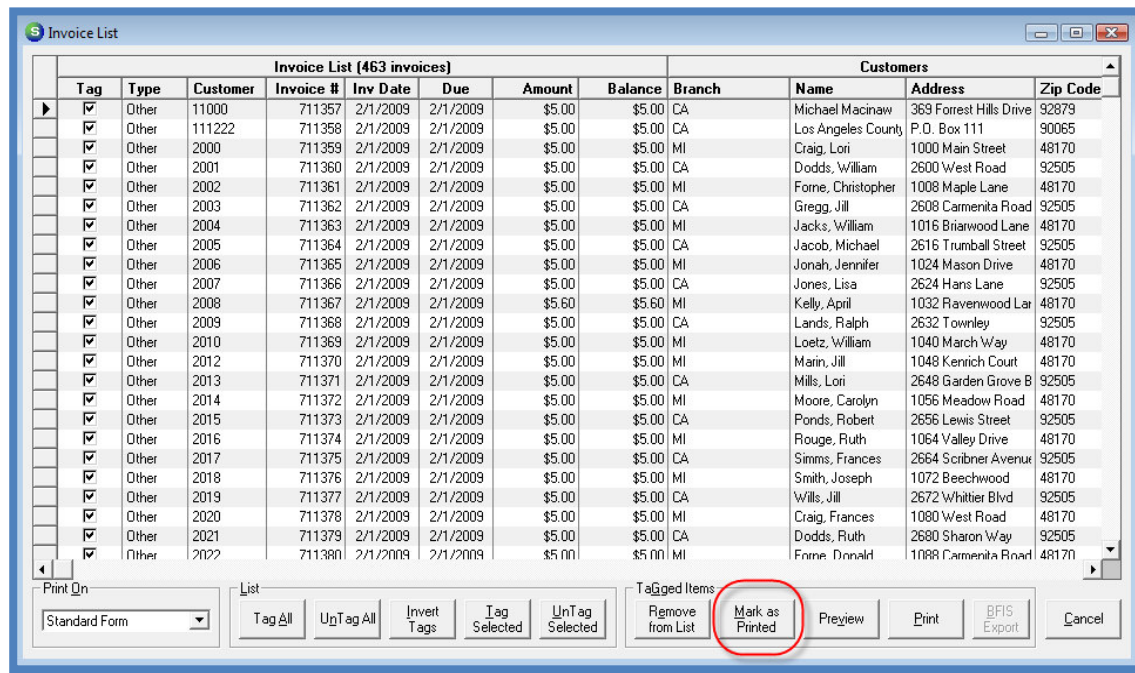 Invoice List
Invoice List (463 invoices) Customers
Tag Type Customer Invoice # Inv Date Due Amount Balance Branch Name Address Zip Code
Other 11000 711357 2/1/2009 2/1/2009 $5.00 $5.00 CA Michael Macinaw 369 Forrest Hills Drive 92879
Other 111222 711358 2/1/2009 2/1/2009 $5.00 $5.00 CA Los Angeles County P.O. Box 111 90065
Other 2000 711359 2/1/2009 2/1/2009 $5.00 $5.00 MI Craig, Lori 1000 Main Street 48170
Other 2001 711360 2/1/2009 2/1/2009 $5.00 $5.00 CA Dodds, William 2600 West Road 92505
Other 2002 711361 2/1/2009 2/1/2009 $5.00 $5.00 MI Forne, Christopher 1008 Maple Lane 48170
Other 2003 711362 2/1/2009 2/1/2009 $5.00 $5.00 CA Gregg, Jill 2608 Carmenita Road 92505
Other 2004 711363 2/1/2009 2/1/2009 $5.00 $5.00 MI Jacks, William 1016 Briarwood Lane 48170
Other 2005 711364 2/1/2009 2/1/2009 $5.00 $5.00 CA Jacob, Michael 2616 Trumball Street 92505
Other 2006 711365 2/1/2009 2/1/2009 $5.00 $5.00 MI Jonah, Jennifer 1024 Mason Drive 48170
Other 2007 711366 2/1/2009 2/1/2009 $5.00 $5.00 CA Jones, Lisa 2624 Hans Lane 92505
Other 2008 711367 2/1/2009 2/1/2009 $5.60 $5.60 MI Kelly, April 1032 Ravenwood Lar 48170
Other 2009 711368 2/1/2009 2/1/2009 $5.00 $5.00 CA Lands, Ralph 2632 Townley 92505
Other 2010 711369 2/1/2009 2/1/2009 $5.00 $5.00 MI Loetz, William 1040 March Way 48170
Other 2012 711370 2/1/2009 2/1/2009 $5.00 $5.00 MI Marin, Jill 1048 Kenrich Court 48170
Other 2013 711371 2/1/2009 2/1/2009 $5.00 $5.00 CA Mills, Lori 2648 Garden Grove B 92505
Other 2014 711372 2/1/2009 2/1/2009 $5.00 $5.00 MI Moore, Carolyn 1056 Meadow Road 48170
Other 2015 711373 2/1/2009 2/1/2009 $5.00 $5.00 CA Ponds, Robert 2656 Lewis Street 92505
Other 2016 711374 2/1/2009 2/1/2009 $5.00 $5.00 MI Rouge, Ruth 1064 Valley Drive 48170
Other 2017 711375 2/1/2009 2/1/2009 $5.00 $5.00 CA Simms, Frances 2664 Scribner Avenue 92505
Other 2018 711376 2/1/2009 2/1/2009 $5.00 $5.00 MI Smith, Joseph 1072 Beechwood 48170
Other 2019 711377 2/1/2009 2/1/2009 $5.00 $5.00 CA Wills, Jill 2672 Whittier Blvd 92505
Other 2020 711378 2/1/2009 2/1/2009 $5.00 $5.00 MI Craig, Frances 1080 West Road 48170
Other 2021 711379 2/1/2009 2/1/2009 $5.00 $5.00 CA Dodds, Ruth 2680 Sharon Way 92505
Other 2022 711380 2/1/2009 2/1/2009 $5.00 $5.00 MI Forne, Donald 1088 Carmenita Road 48170
Print On List TaGged Items
Standard Form Tag All UnTag All Invert Tags Tag Selected UnTag Selected Remove from List Mark as Printed Preview Print BFIS Export Cancel